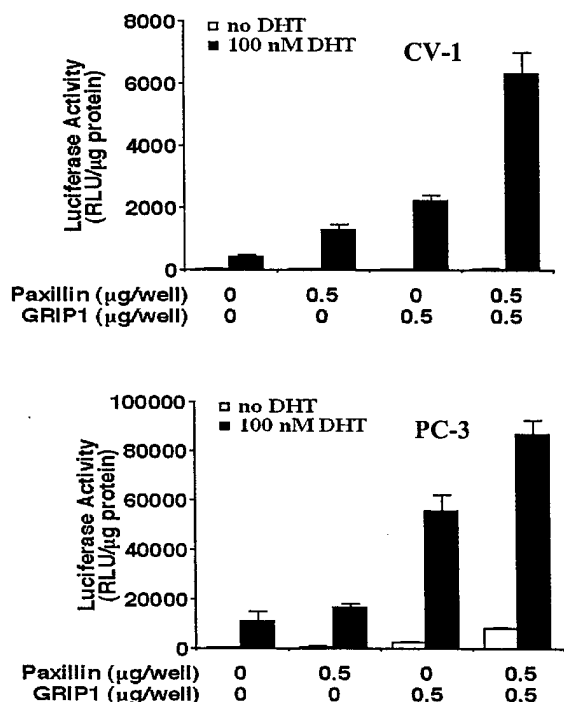 8000
6000
4000
2000
0
Luciferase Activity
(RLU/µg protein)
no DHT
100 nM DHT
CV-1
Paxillin (µg/well) 0 0.5 0 0.5
GRIP1 (µg/well) 0 0 0.5 0.5
100000
80000
60000
40000
20000
0
Luciferase Activity
(RLU/µg protein)
no DHT
100 nM DHT
PC-3
Paxillin (µg/well) 0 0.5 0 0.5
GRIP1 (µg/well) 0 0 0.5 0.5